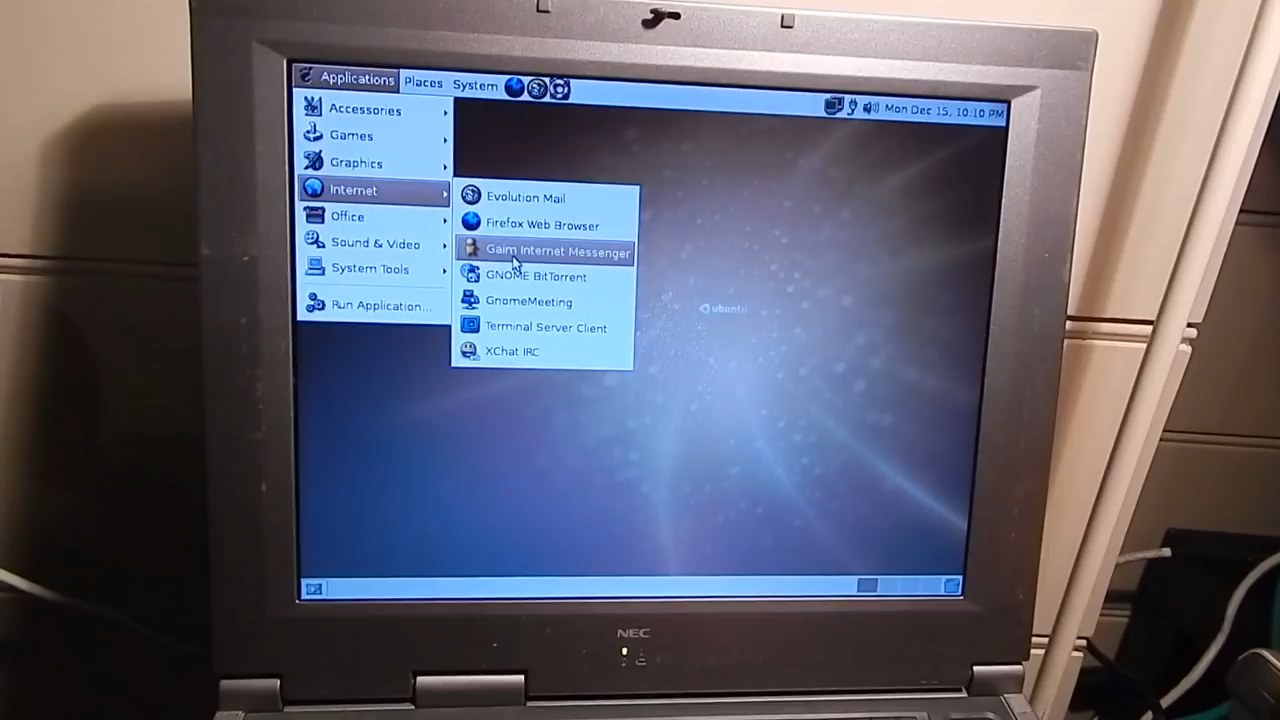 Applications Places System
Mon Dec 15, 10:10 PM
Accessories
Games
Graphics
Internet
Office
Sound & Video
System Tools
Run Application...
Evolution Mail
Firefox Web Browser
Gaim Internet Messenger
GNOME BitTorrent
GnomeMeeting
Terminal Server Client
XChat IRC
ubuntu
NEC